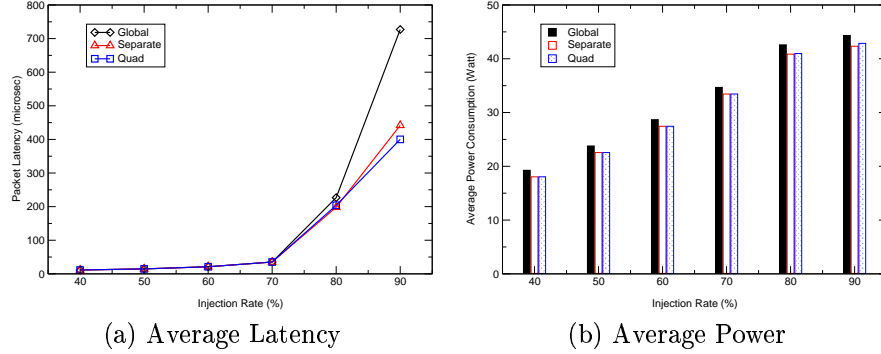 800
700
600
500
400
300
200
100
0
Packet Latency (microsec)
Global
Separate
Quad
40 50 60 70 80 90
Injection Rate (%)
(a) Average Latency
50
40
30
20
10
0
Average Power Consumption (Watt)
Global
Separate
Quad
40 50 60 70 80 90
Injection Rate (%)
(b) Average Power